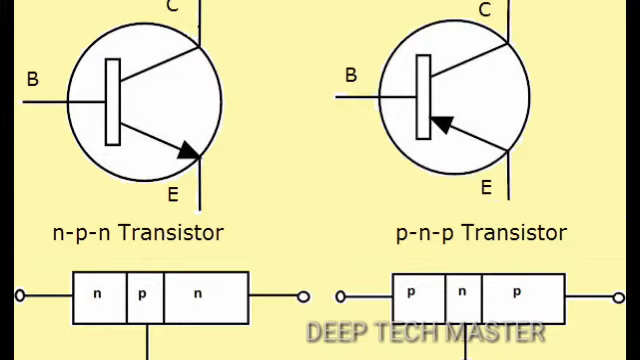 C
C
B
B
E
E
n-p-n Transistor
p-n-p Transistor
n p n
p n p
DEEP TECH MASTER